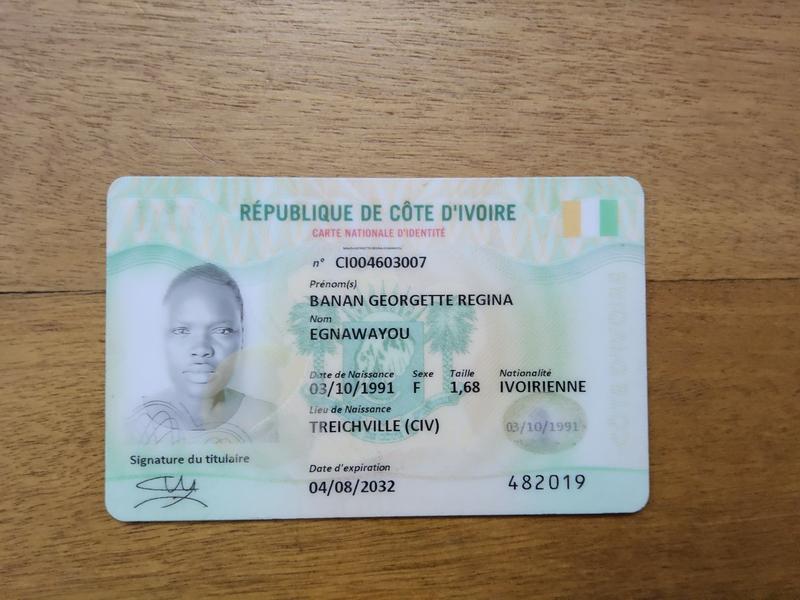 RÉPUBLIQUE DE CÔTE D'IVOIRE
CARTE NATIONALE D'IDENTITÉ
n° CI004603007
Prénom(s)
BANAN GEORGETTE REGINA
Nom
EGNAWAYOU
Date de Naissance Sexe Taille Nationalité
03/10/1991 F 1,68 IVOIRIENNE
Lieu de Naissance
TREICHVILLE (CIV)
03/10/1991
Signature du titulaire
Date d'expiration
04/08/2032
482019